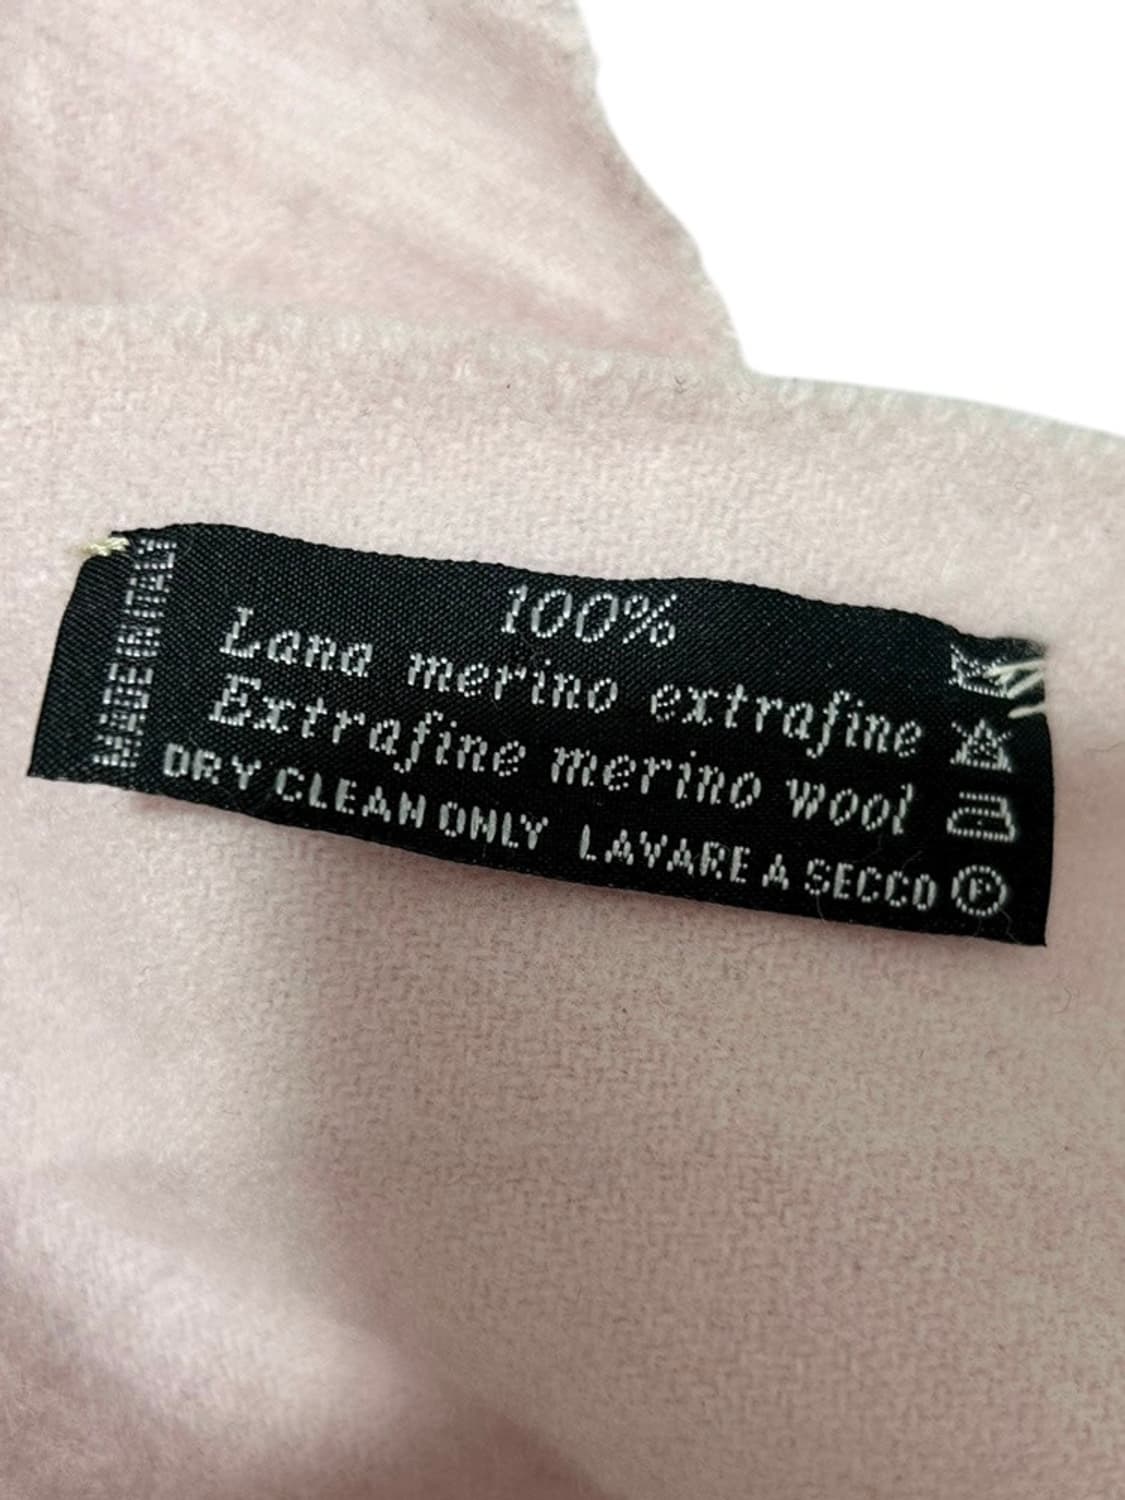 MADE IN ITALY
100%
Lana merino extrafine
Extrafine merino wool
DRY CLEAN ONLY LAVARE A SECCO Ⓕ